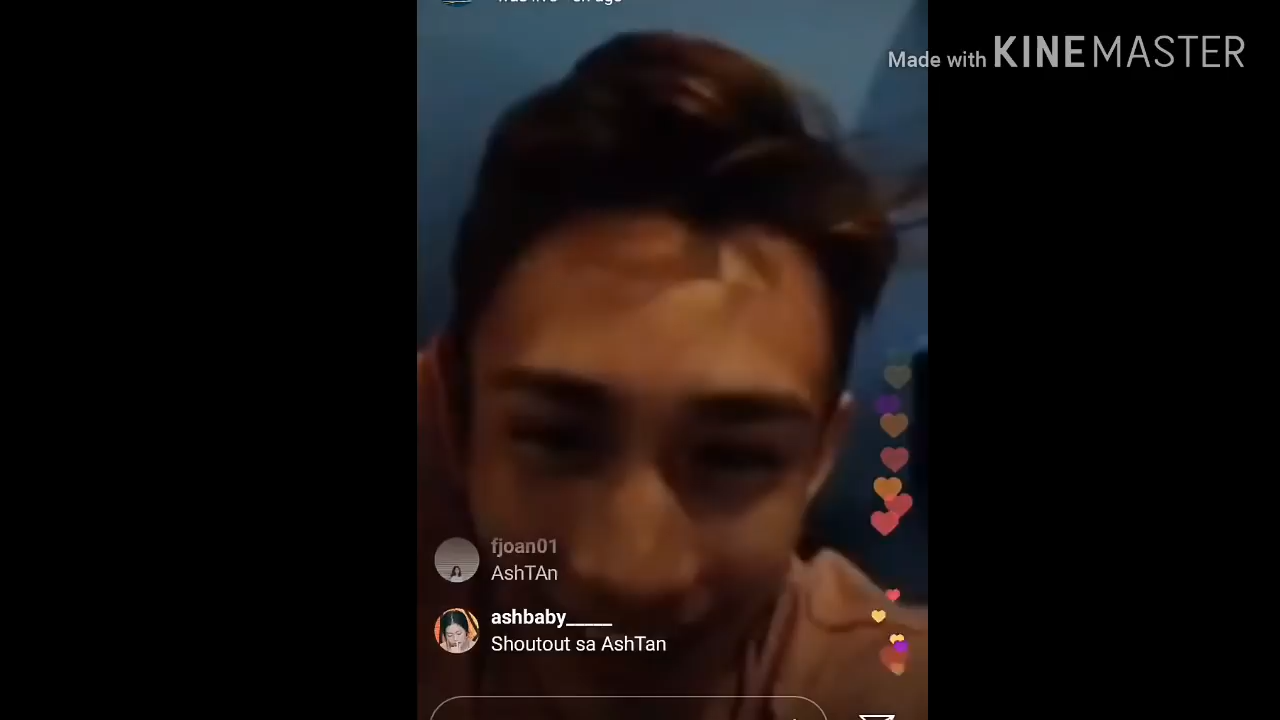 Made with KINEMASTER
fjoan01
AshTAn
ashbaby_____
Shoutout sa AshTan